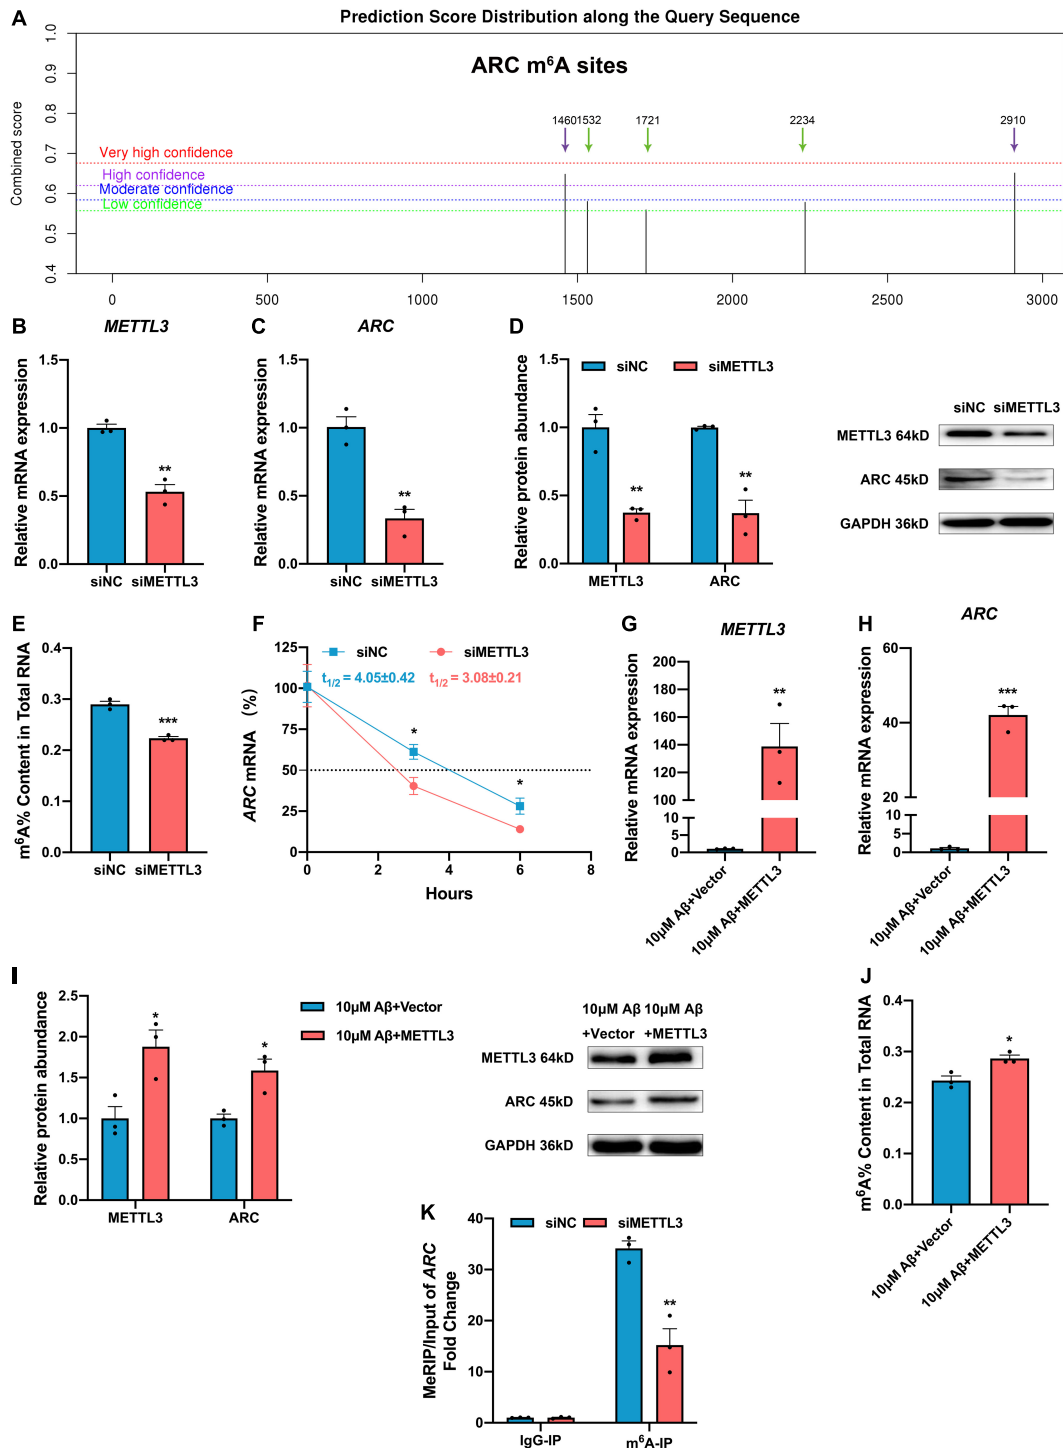 A
Prediction Score Distribution along the Query Sequence
ARC m⁶A sites
Combined score
1.0
0.9
0.8
0.7
0.6
0.5
0.4
1460 1532 1721 2234 2910
Very high confidence
High confidence
Moderate confidence
Low confidence
0 500 1000 1500 2000 2500 3000
B
METTL3
Relative mRNA expression
1.5
1.0
0.5
0.0
**
siNC siMETTL3
C
ARC
Relative mRNA expression
1.5
1.0
0.5
0.0
**
siNC siMETTL3
D
siNC siMETTL3
Relative protein abundance
1.5
1.0
0.5
0.0
** **
METTL3 ARC
siNC siMETTL3
METTL3 64kD
ARC 45kD
GAPDH 36kD
E
m⁶A% Content in Total RNA
0.4
0.3
0.2
0.1
0.0
***
siNC siMETTL3
F
siNC siMETTL3
t1/2 = 4.05±0.42 t1/2 = 3.08±0.21
ARC mRNA (%)
125
100
75
50
25
0
* *
0 2 4 6 8
Hours
G
METTL3
Relative mRNA expression
200
180
160
140
120
100
10
5
0
**
10μM Aβ+Vector
10μM Aβ+METTL3
H
ARC
Relative mRNA expression
60
40
20
5
0
***
10μM Aβ+Vector
10μM Aβ+METTL3
I
Relative protein abundance
2.5
2.0
1.5
1.0
0.5
0.0
* *
METTL3 ARC
10μM Aβ+Vector
10μM Aβ+METTL3
10μM Aβ 10μM Aβ
+Vector +METTL3
METTL3 64kD
ARC 45kD
GAPDH 36kD
J
m⁶A% Content in Total RNA
0.4
0.3
0.2
0.1
0.0
*
10μM Aβ+Vector
10μM Aβ+METTL3
K
siNC siMETTL3
MeRIP/Input of ARC
Fold Change
40
30
20
10
0
**
IgG-IP m⁶A-IP